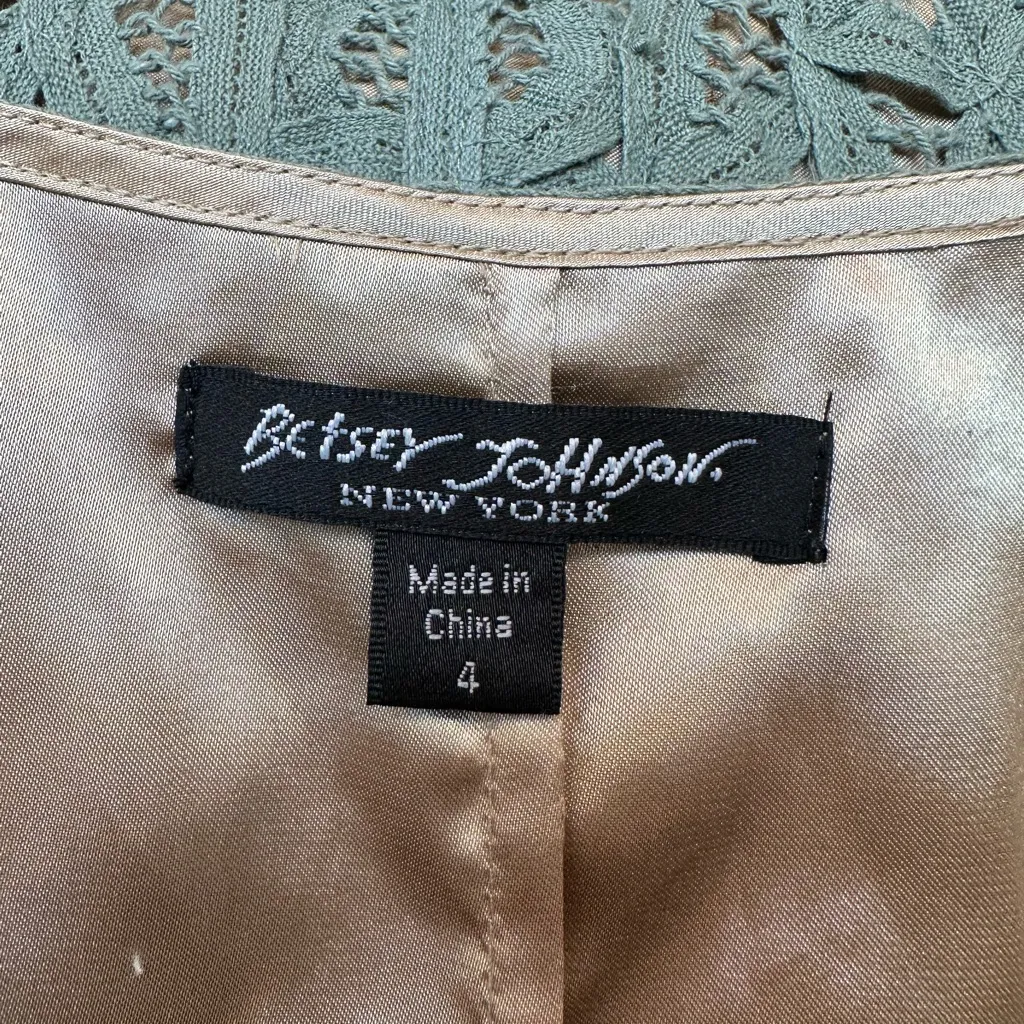 Betsey Johnson.
NEW YORK
Made in
China
4